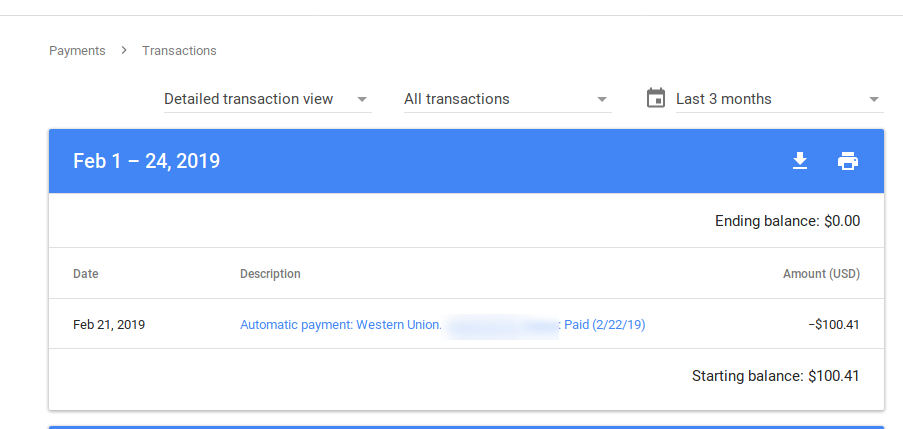 Payments > Transactions
Detailed transaction view All transactions Last 3 months
Feb 1 – 24, 2019
Ending balance: $0.00
Date Description Amount (USD)
Feb 21, 2019 Automatic payment: Western Union. : Paid (2/22/19) −$100.41
Starting balance: $100.41